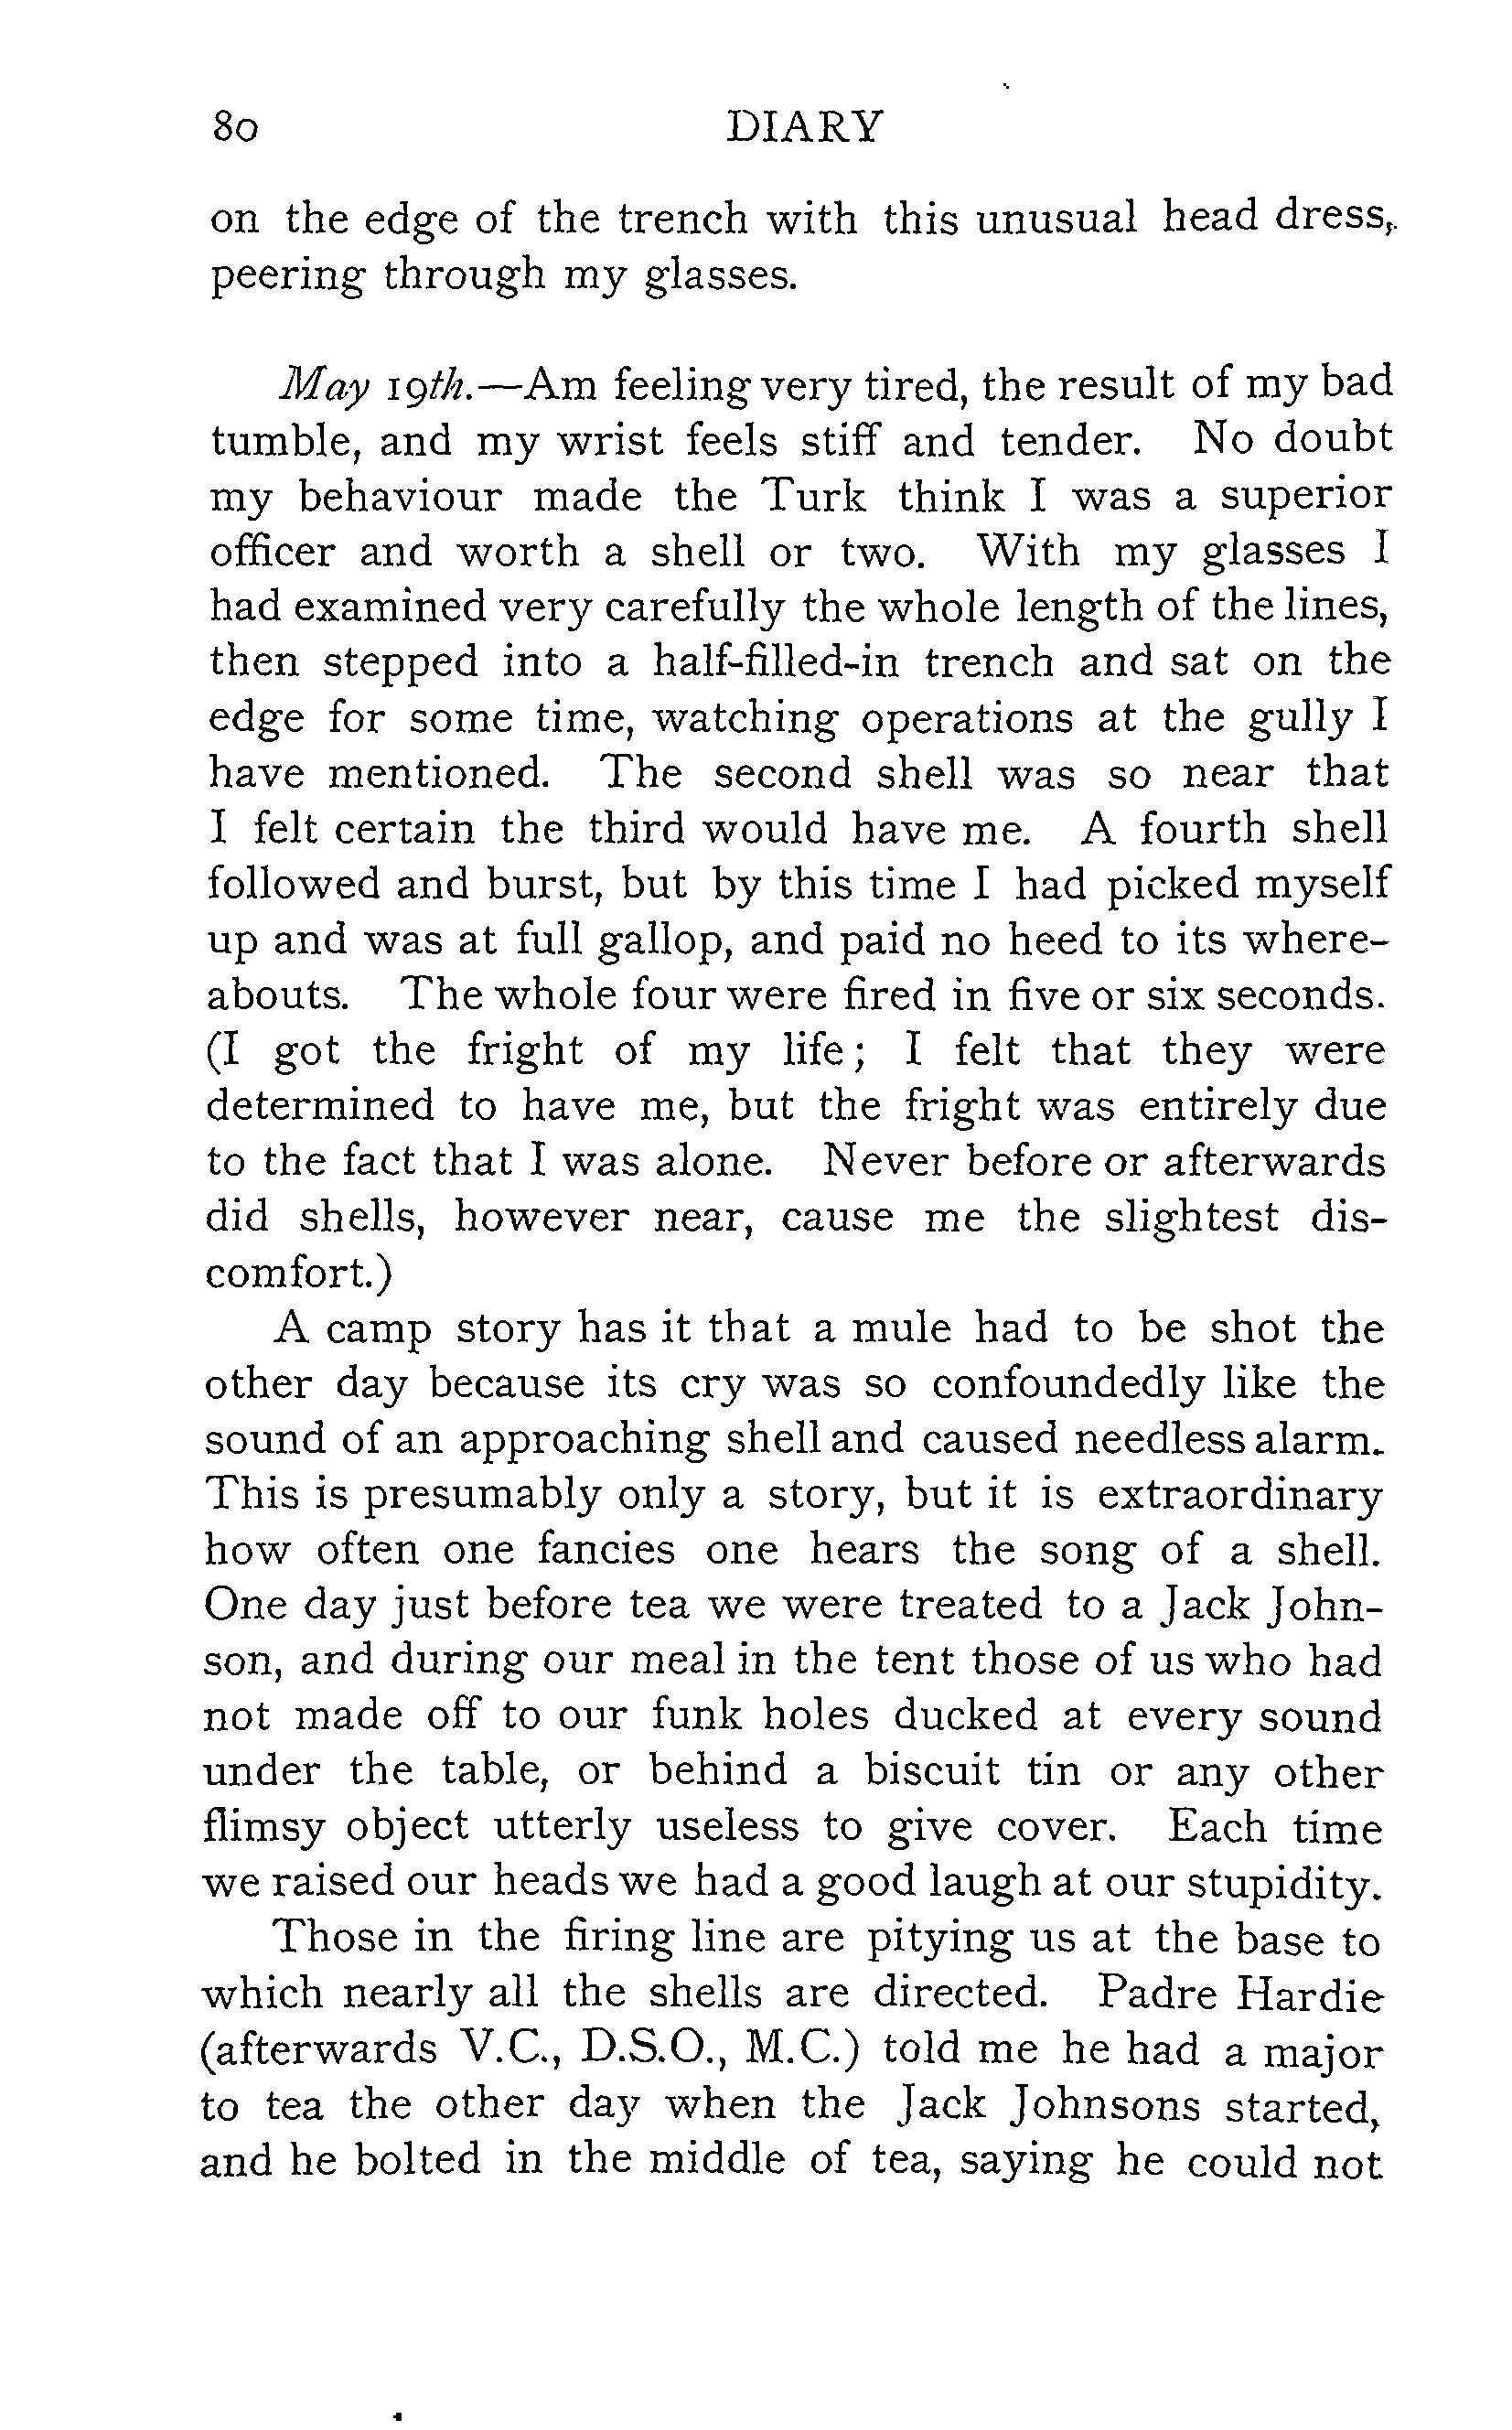 80 DIARY
on the edge of the trench with this unusual head dress,
peering through my glasses.
May 19th.—Am feeling very tired, the result of my bad
tumble, and my wrist feels stiff and tender. No doubt
my behaviour made the Turk think I was a superior
officer and worth a shell or two. With my glasses I
had examined very carefully the whole length of the lines,
then stepped into a half-filled-in trench and sat on the
edge for some time, watching operations at the gully I
have mentioned. The second shell was so near that
I felt certain the third would have me. A fourth shell
followed and burst, but by this time I had picked myself
up and was at full gallop, and paid no heed to its where-
abouts. The whole four were fired in five or six seconds.
(I got the fright of my life; I felt that they were
determined to have me, but the fright was entirely due
to the fact that I was alone. Never before or afterwards
did shells, however near, cause me the slightest dis-
comfort.)
A camp story has it that a mule had to be shot the
other day because its cry was so confoundedly like the
sound of an approaching shell and caused needless alarm.
This is presumably only a story, but it is extraordinary
how often one fancies one hears the song of a shell.
One day just before tea we were treated to a Jack John-
son, and during our meal in the tent those of us who had
not made off to our funk holes ducked at every sound
under the table, or behind a biscuit tin or any other
flimsy object utterly useless to give cover. Each time
we raised our heads we had a good laugh at our stupidity.
Those in the firing line are pitying us at the base to
which nearly all the shells are directed. Padre Hardie
(afterwards V.C., D.S.O., M.C.) told me he had a major
to tea the other day when the Jack Johnsons started,
and he bolted in the middle of tea, saying he could not